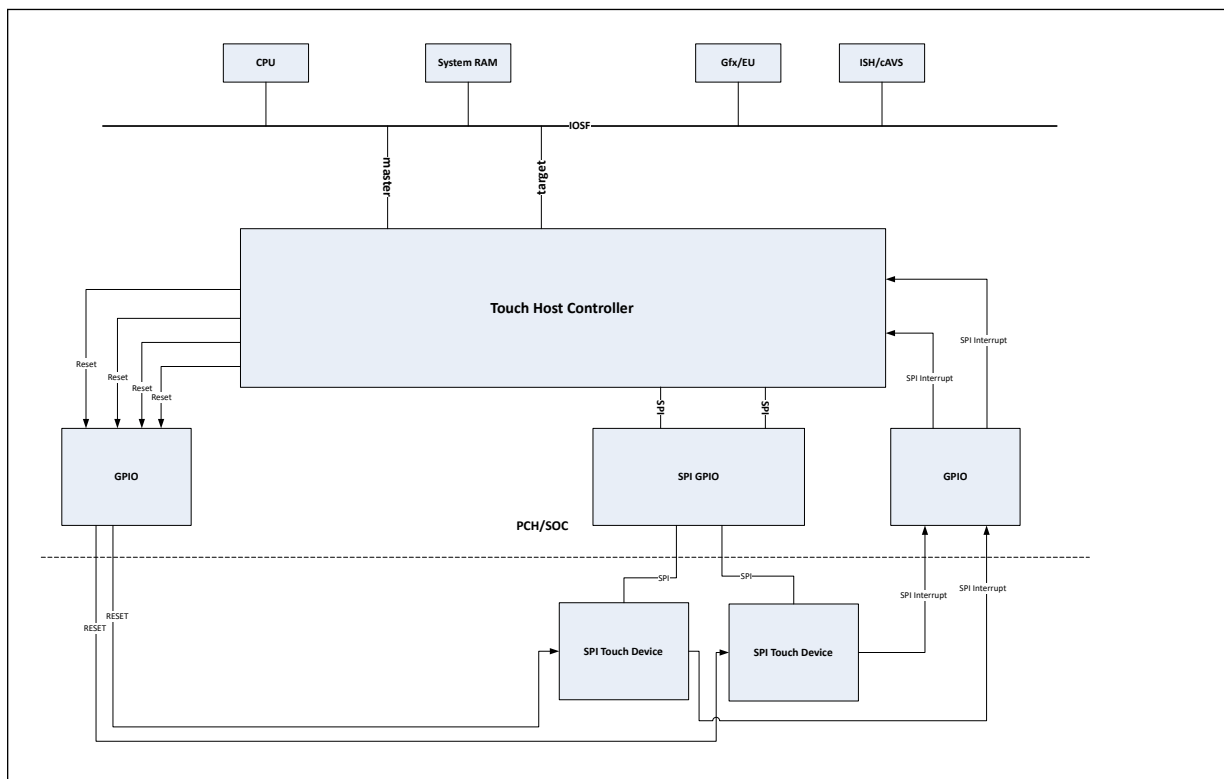 CPU
System RAM
Gfx/EU
ISH/cAVS
IOSF
master
target
Touch Host Controller
Reset
Reset
Reset
Reset
SPI
SPI
SPI Interrupt
SPI Interrupt
GPIO
SPI GPIO
GPIO
PCH/SOC
SPI
SPI
SPI Interrupt
SPI Interrupt
RESET
RESET
SPI Touch Device
SPI Touch Device